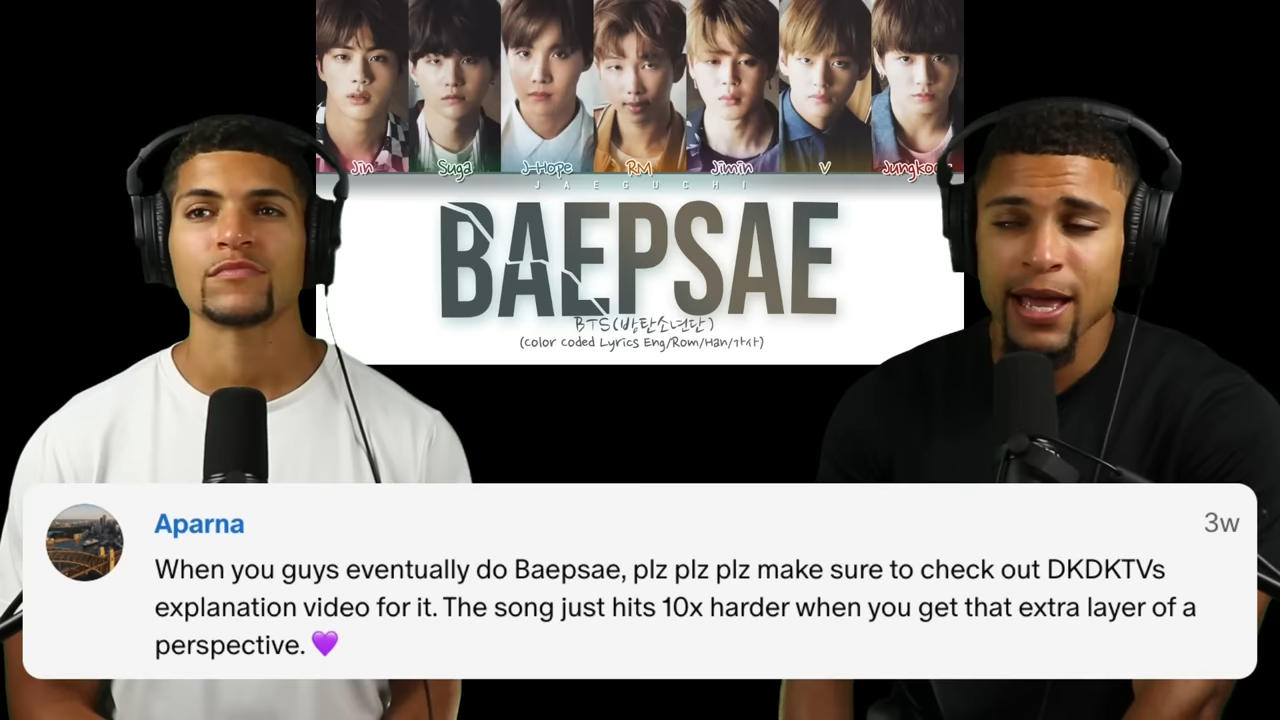 Jin Suga J-Hope RM Jimin V Jungkook
JAEGUCHI
BAEPSAE
BTS(방탄소년단)
(Color Coded Lyrics Eng/Rom/Han/가사)
Aparna
3w
When you guys eventually do Baepsae, plz plz plz make sure to check out DKDKTVs
explanation video for it. The song just hits 10x harder when you get that extra layer of a
perspective. 💜